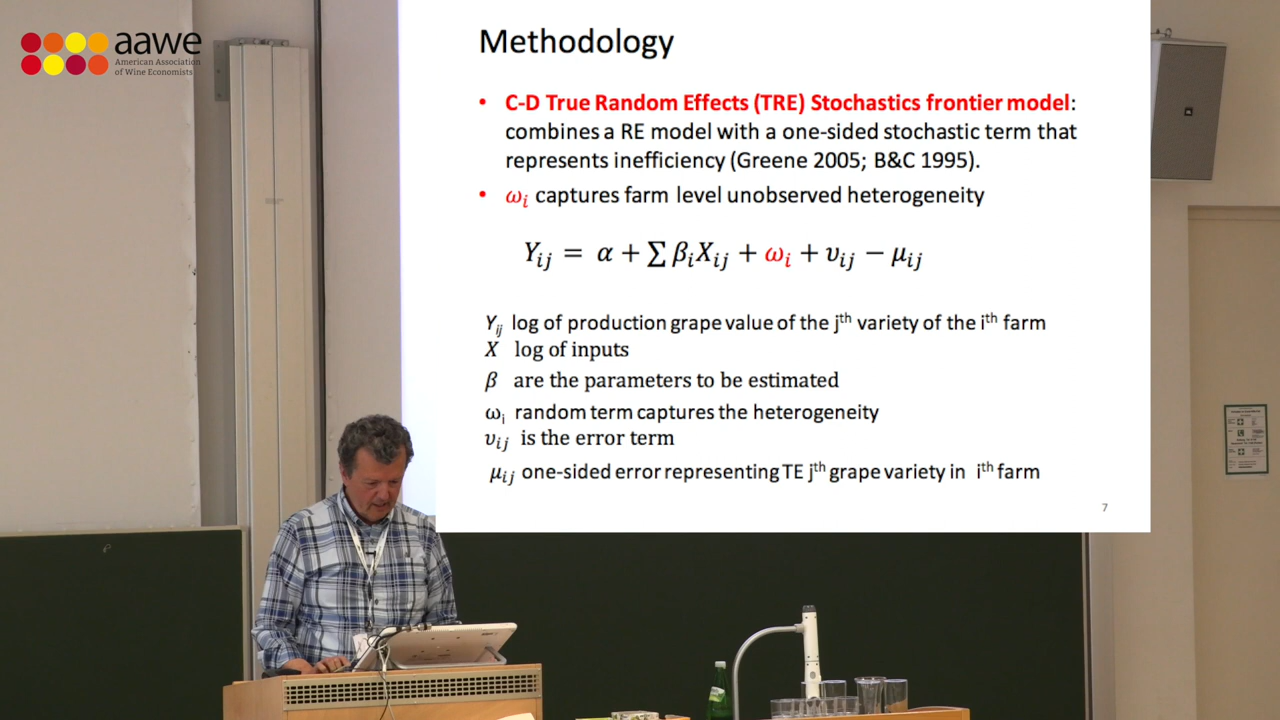 aawe
American Association
of Wine Economists
Methodology
• C-D True Random Effects (TRE) Stochastics frontier model:
combines a RE model with a one-sided stochastic term that
represents inefficiency (Greene 2005; B&C 1995).
• ωᵢ captures farm level unobserved heterogeneity
Yᵢⱼ = α + ∑ βᵢXᵢⱼ + ωᵢ + υᵢⱼ − μᵢⱼ
Yᵢⱼ log of production grape value of the jᵗʰ variety of the iᵗʰ farm
X log of inputs
β are the parameters to be estimated
ωᵢ random term captures the heterogeneity
υᵢⱼ is the error term
μᵢⱼ one-sided error representing TE jᵗʰ grape variety in iᵗʰ farm
7